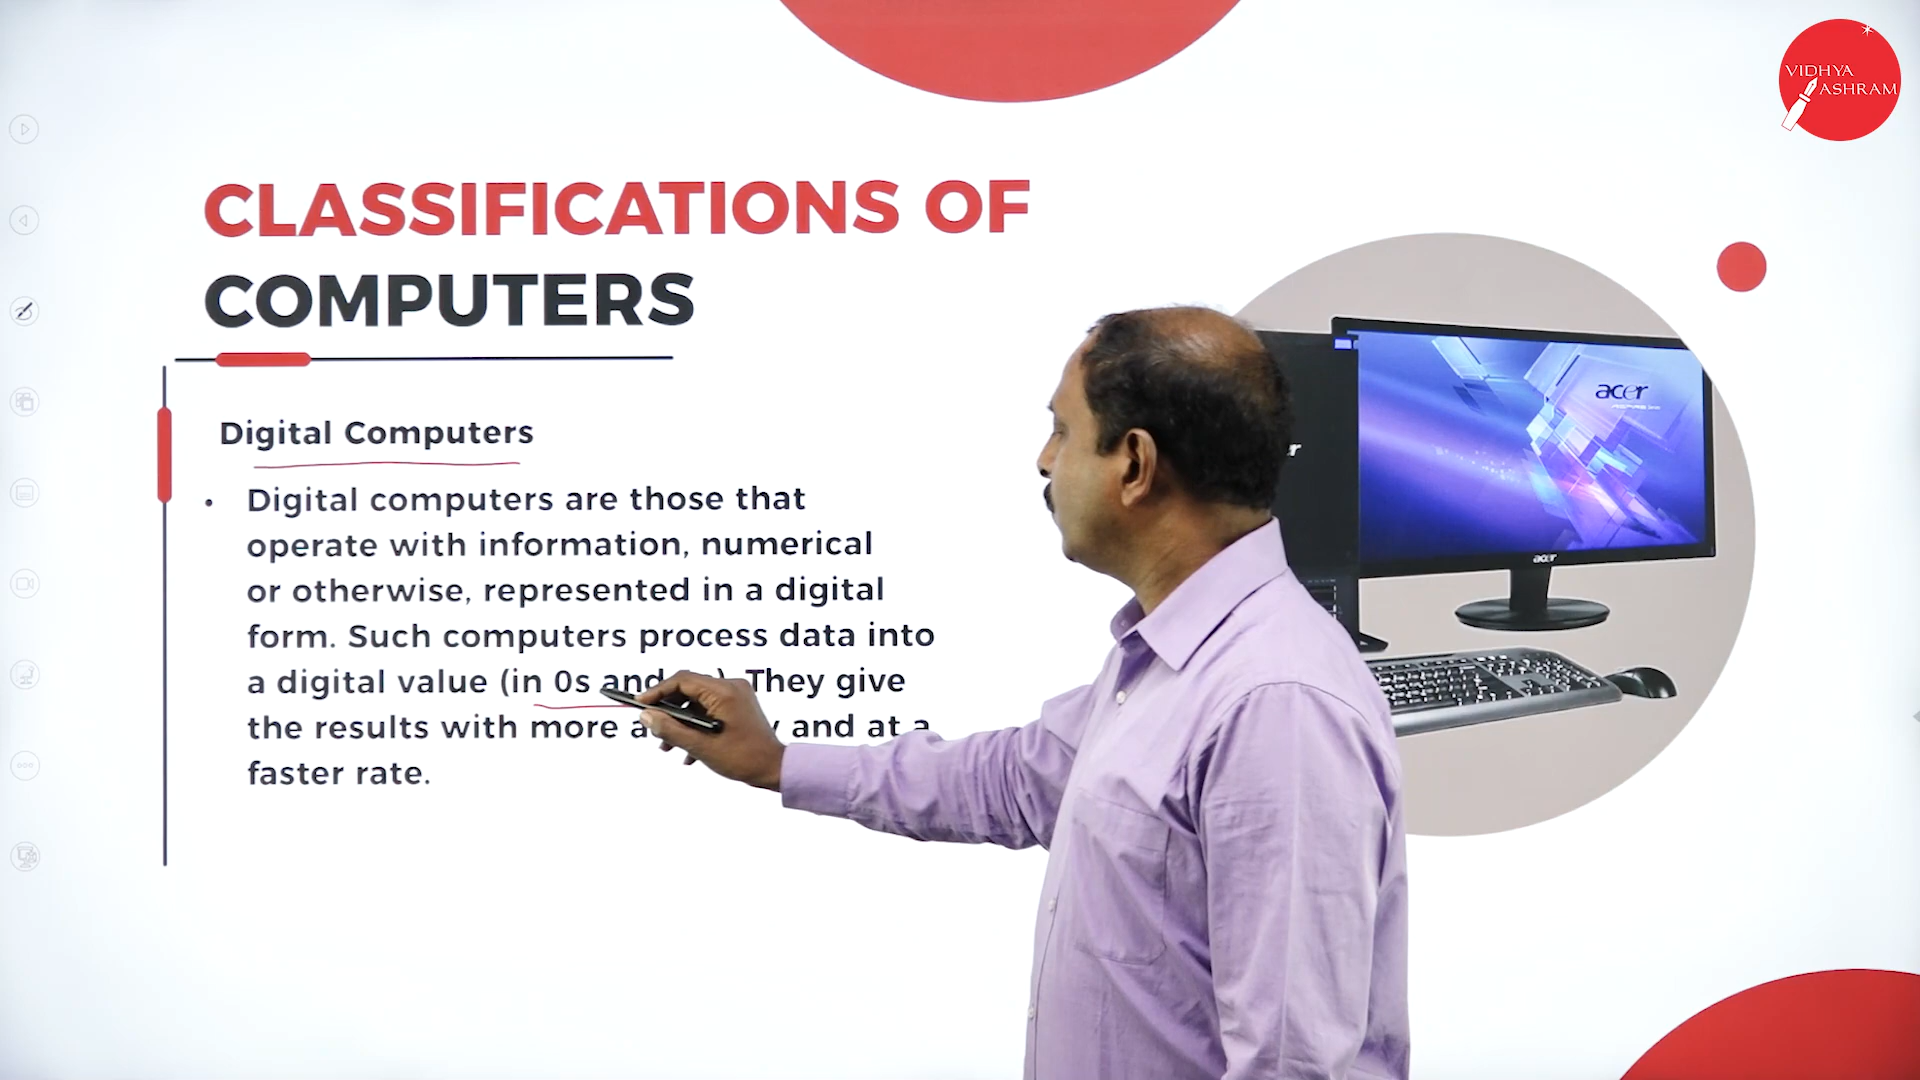 VIDHYA
ASHRAM
CLASSIFICATIONS OF
COMPUTERS
Digital Computers
• Digital computers are those that
operate with information, numerical
or otherwise, represented in a digital
form. Such computers process data into
a digital value (in 0s and ). They give
the results with more and at a
faster rate.
acer
acer